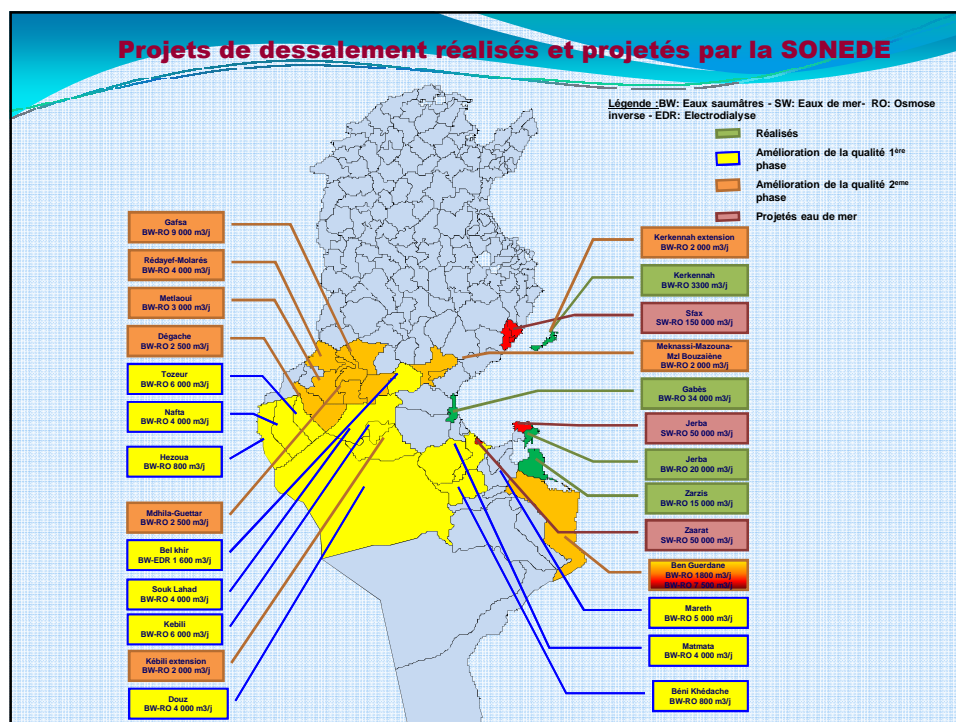 Projets de dessalement réalisés et projetés par la SONEDE
Légende :BW: Eaux saumâtres - SW: Eaux de mer- RO: Osmose
inverse - EDR: Electrodialyse
Réalisés
Amélioration de la qualité 1ère
phase
Amélioration de la qualité 2eme
phase
Projetés eau de mer
Gafsa
BW-RO 9 000 m3/j
Rédayef-Molarés
BW-RO 4 000 m3/j
Metlaoui
BW-RO 3 000 m3/j
Dégache
BW-RO 2 500 m3/j
Tozeur
BW-RO 6 000 m3/j
Nafta
BW-RO 4 000 m3/j
Hezoua
BW-RO 800 m3/j
Mdhila-Guettar
BW-RO 2 500 m3/j
Bel khir
BW-EDR 1 600 m3/j
Souk Lahad
BW-RO 4 000 m3/j
Kebili
BW-RO 6 000 m3/j
Kébili extension
BW-RO 2 000 m3/j
Douz
BW-RO 4 000 m3/j
Kerkennah extension
BW-RO 2 000 m3/j
Kerkennah
BW-RO 3300 m3/j
Sfax
SW-RO 150 000 m3/j
Meknassi-Mazouna-
Mzl Bouzaiène
BW-RO 2 000 m3/j
Gabès
BW-RO 34 000 m3/j
Jerba
SW-RO 50 000 m3/j
Jerba
BW-RO 20 000 m3/j
Zarzis
BW-RO 15 000 m3/j
Zaarat
SW-RO 50 000 m3/j
Ben Guerdane
BW-RO 1800 m3/j
BW-RO 7 500 m3/j
Mareth
BW-RO 5 000 m3/j
Matmata
BW-RO 4 000 m3/j
Béni Khédache
BW-RO 800 m3/j